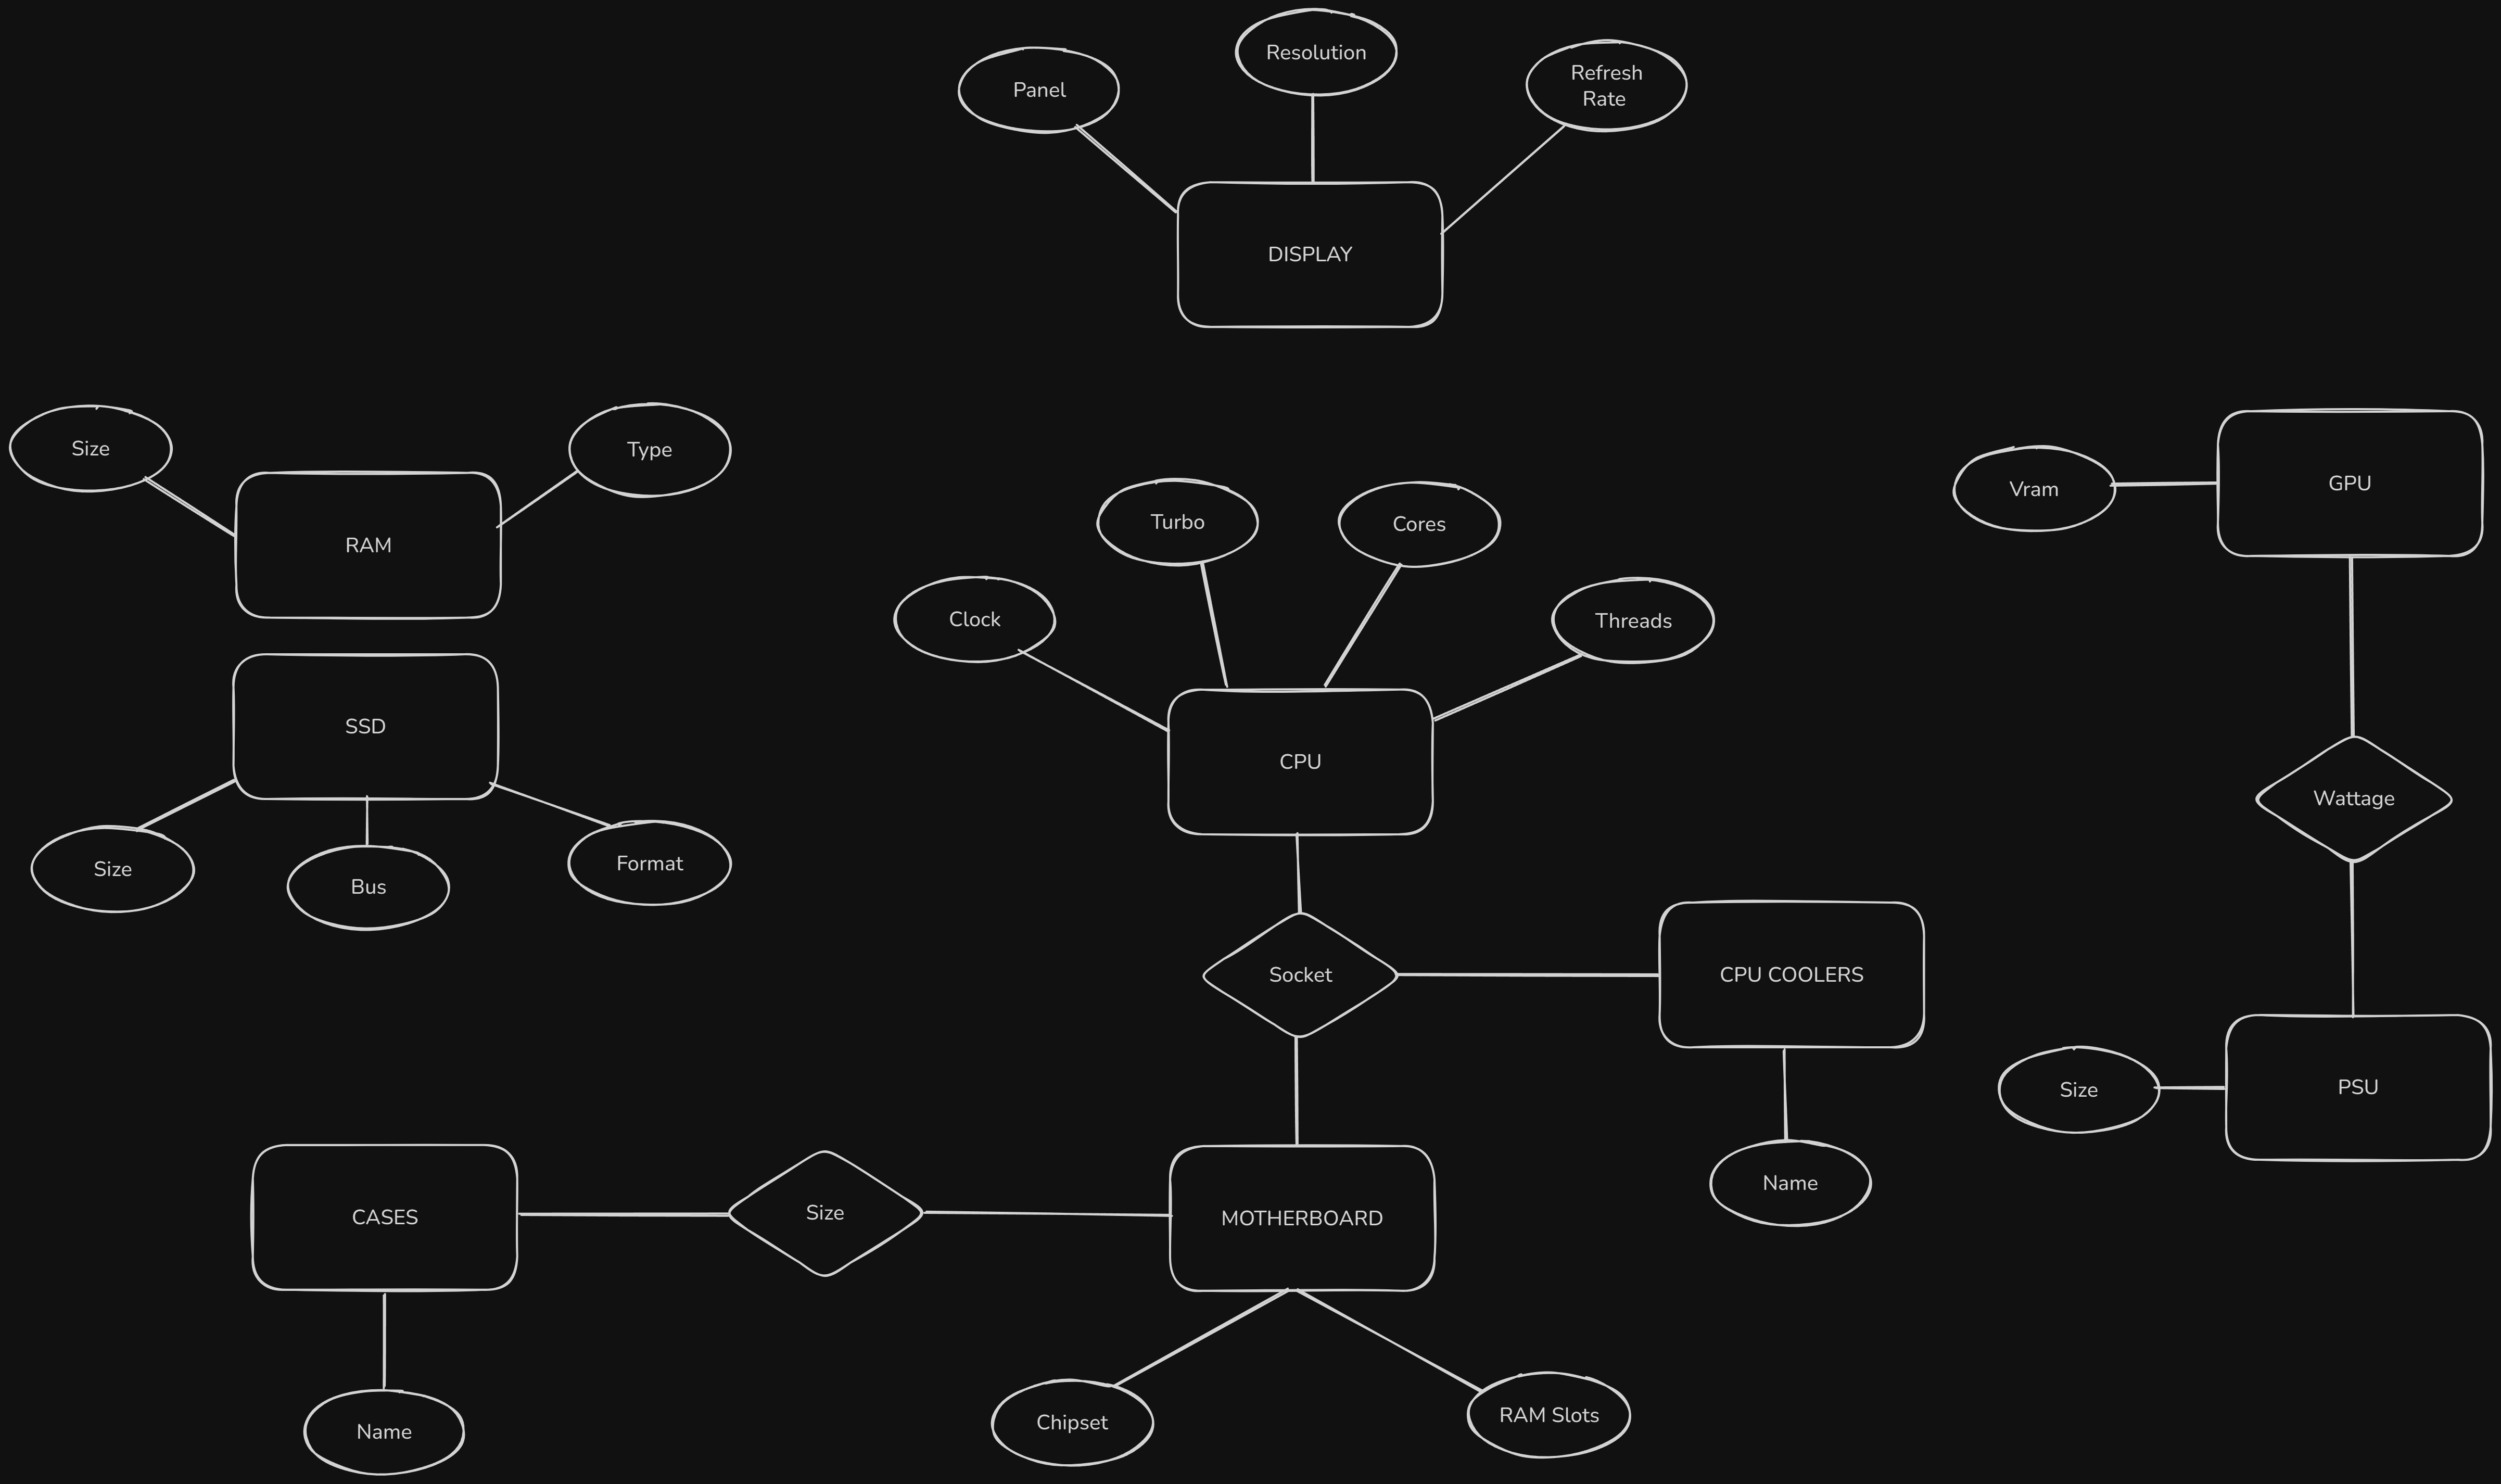 Resolution
Panel
Refresh
Rate
DISPLAY
Size
Type
RAM
Vram
GPU
Turbo
Cores
Clock
Threads
SSD
CPU
Wattage
Size
Bus
Format
Socket
CPU COOLERS
Size
PSU
Name
CASES
Size
MOTHERBOARD
Name
Chipset
RAM Slots